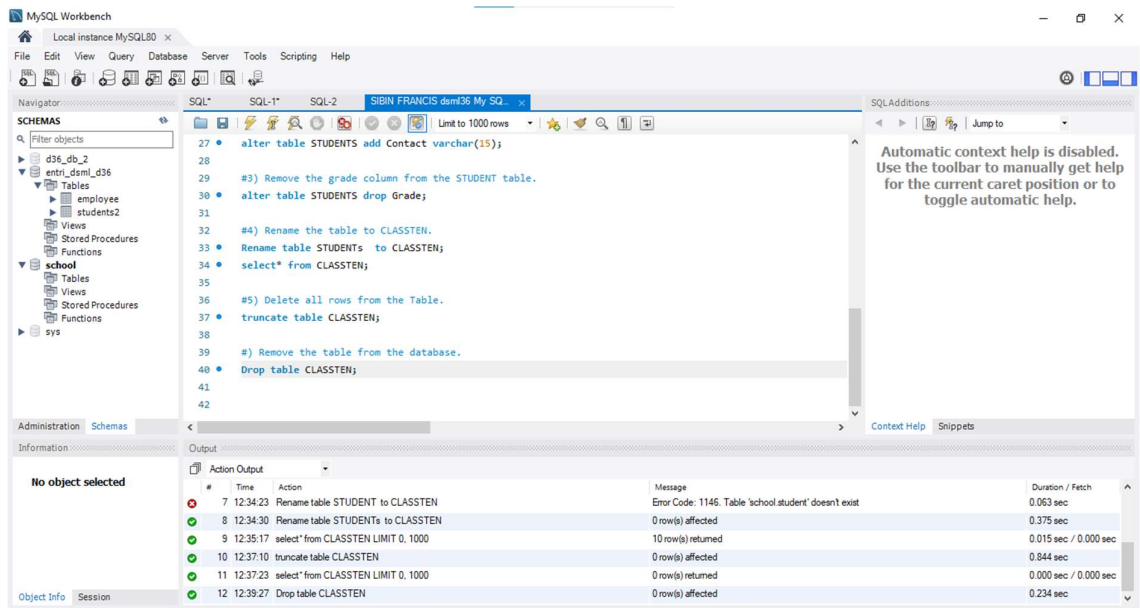 MySQL Workbench
Local instance MySQL80 ×
File Edit View Query Database Server Tools Scripting Help
Navigator
SCHEMAS
Filter objects
d36_db_2
entri_dsml_d36
Tables
employee
students2
Views
Stored Procedures
Functions
school
Tables
Views
Stored Procedures
Functions
sys
Administration Schemas
Information
No object selected
Object Info Session
SQL* SQL-1* SQL-2 SIBIN FRANCIS dsml36 My SQ... ×
Limit to 1000 rows
27 alter table STUDENTS add Contact varchar(15);
28
29 #3) Remove the grade column from the STUDENT table.
30 alter table STUDENTS drop Grade;
31
32 #4) Rename the table to CLASSTEN.
33 Rename table STUDENTs  to CLASSTEN;
34 select* from CLASSTEN;
35
36 #5) Delete all rows from the Table.
37 truncate table CLASSTEN;
38
39 #) Remove the table from the database.
40 Drop table CLASSTEN;
41
42
SQLAdditions
Jump to
Automatic context help is disabled.
Use the toolbar to manually get help
for the current caret position or to
toggle automatic help.
Context Help Snippets
Output
Action Output
# Time Action Message Duration / Fetch
7 12:34:23 Rename table STUDENT  to CLASSTEN Error Code: 1146. Table 'school.student' doesn't exist 0.063 sec
8 12:34:30 Rename table STUDENTs  to CLASSTEN 0 row(s) affected 0.375 sec
9 12:35:17 select* from CLASSTEN LIMIT 0, 1000 10 row(s) returned 0.015 sec / 0.000 sec
10 12:37:10 truncate table CLASSTEN 0 row(s) affected 0.844 sec
11 12:37:23 select* from CLASSTEN LIMIT 0, 1000 0 row(s) returned 0.000 sec / 0.000 sec
12 12:39:27 Drop table CLASSTEN 0 row(s) affected 0.234 sec